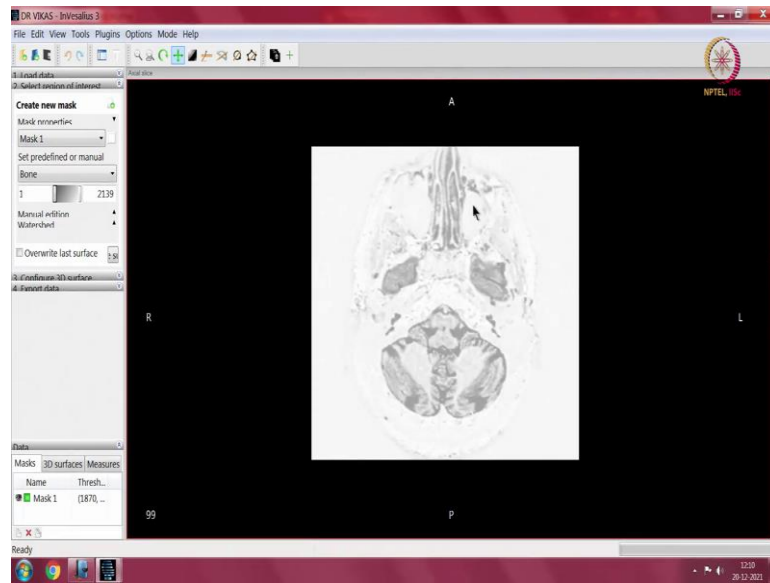 DR VIKAS - InVesalius 3
File Edit View Tools Plugins Options Mode Help
NPTEL, IISc
1. Load data
Axial slice
2. Select region of interest
Create new mask
Mask properties
Mask 1
Set predefined or manual
Bone
1 2139
Manual edition
Watershed
Overwrite last surface
3. Configure 3D surface
4. Export data
A
R
L
99
P
Data
Masks 3D surfaces Measures
Name Thresh...
Mask 1 (1870, ...
Ready
12:10
20-12-2021